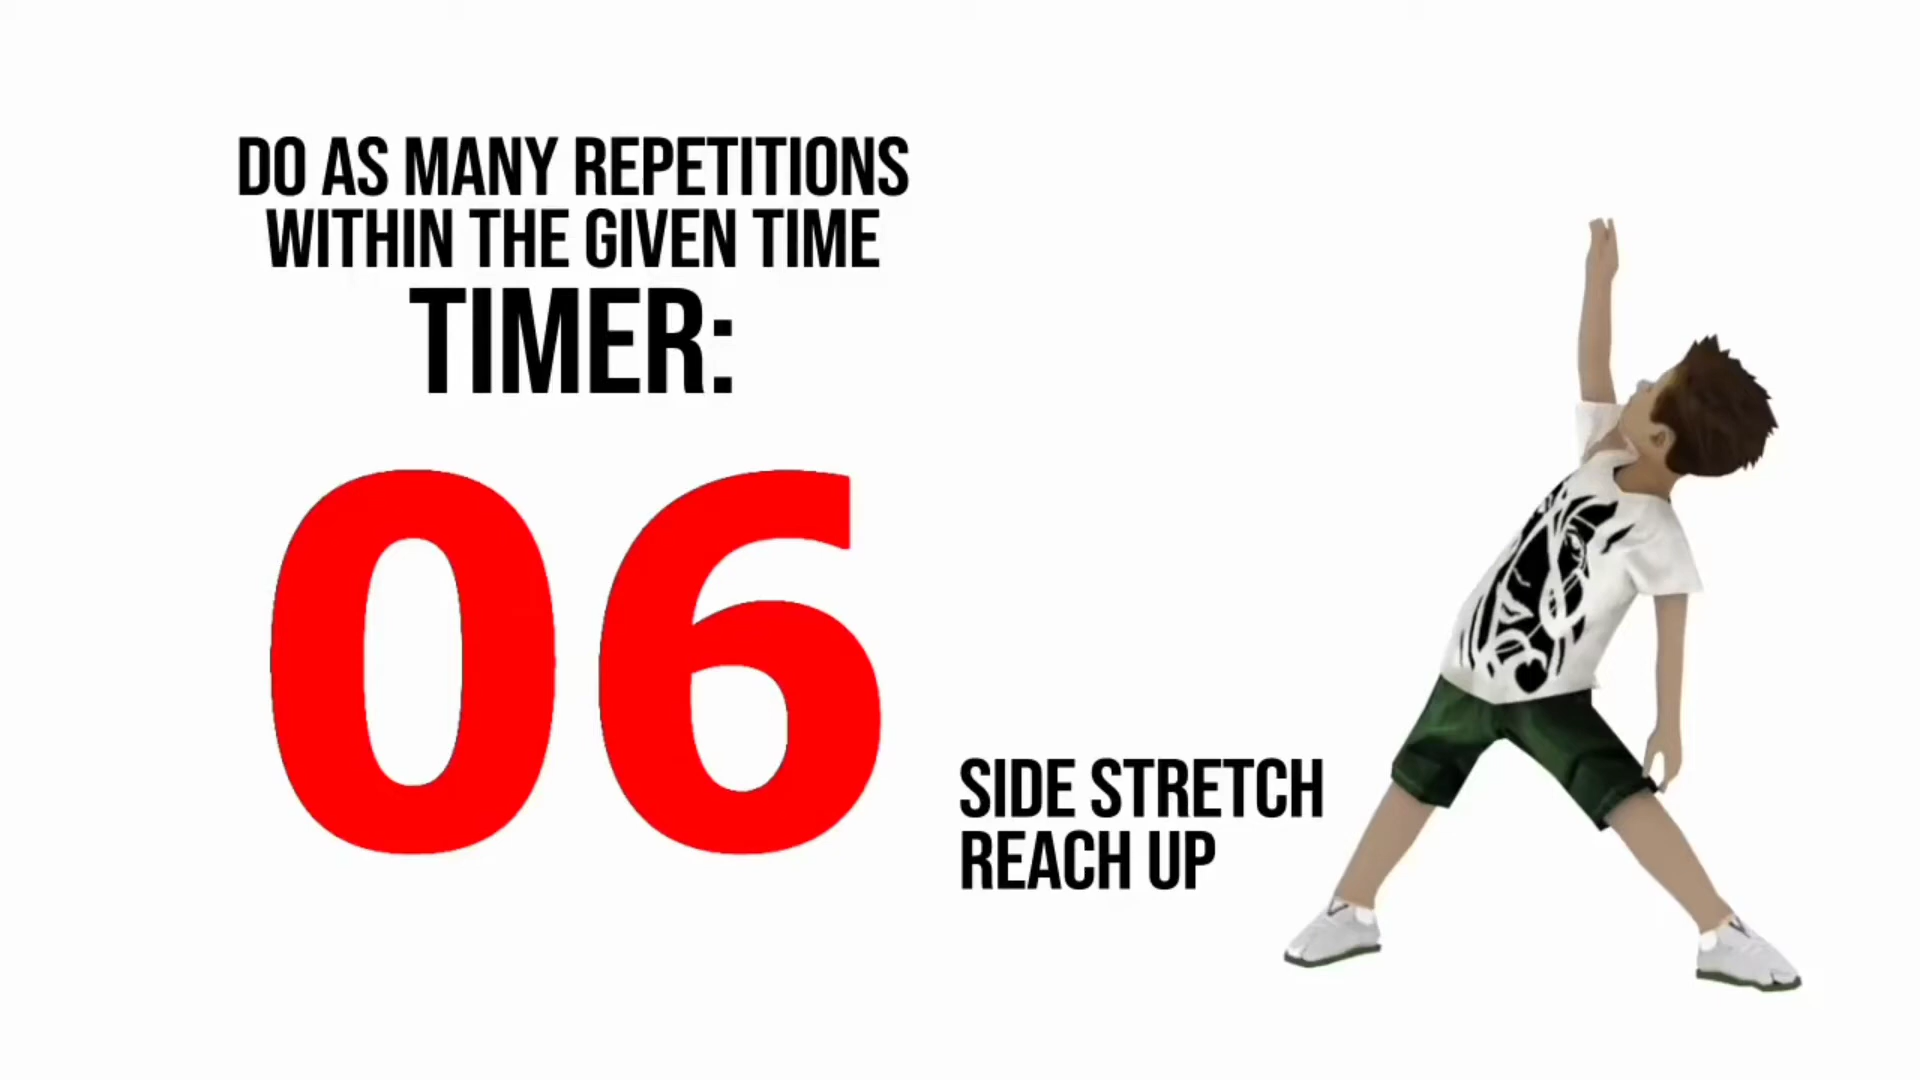 DO AS MANY REPETITIONS
WITHIN THE GIVEN TIME
TIMER:
06
SIDE STRETCH
REACH UP